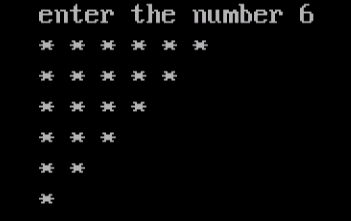 enter the number 6
* * * * * *
* * * * *
* * * *
* * *
* *
*